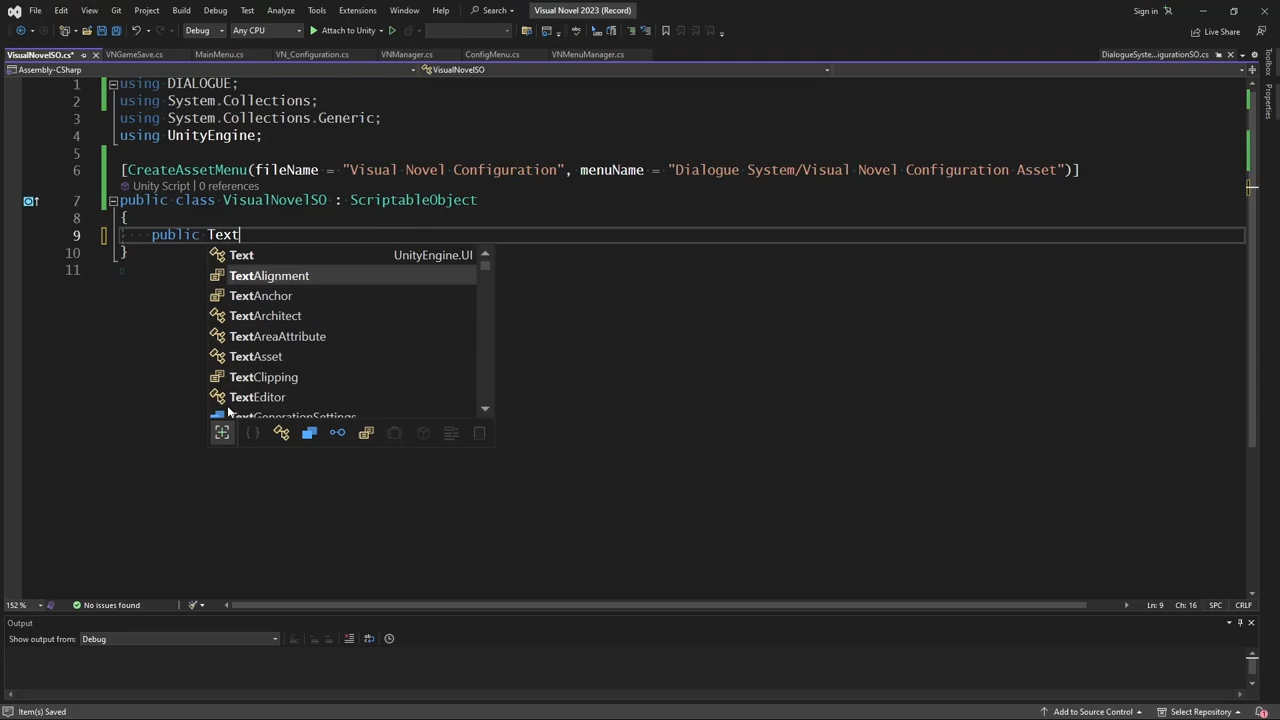 File Edit View Git Project Build Debug Test Analyze Tools Extensions Window Help Search Visual Novel 2023 (Record) Sign in
Debug Any CPU Attach to Unity Live Share
VisualNovelSO.cs* VNGameSave.cs MainMenu.cs VN_Configuration.cs VNManager.cs ConfigMenu.cs VNMenuManager.cs DialogueSyste...igurationSO.cs
Assembly-CSharp VisualNovelSO
1 using DIALOGUE;
2 using System.Collections;
3 using System.Collections.Generic;
4 using UnityEngine;
5
6 [CreateAssetMenu(fileName = "Visual Novel Configuration", menuName = "Dialogue System/Visual Novel Configuration Asset")]
Unity Script | 0 references
7 public class VisualNovelSO : ScriptableObject
8 {
9 public Text
10 }
11
Text UnityEngine.UI
TextAlignment
TextAnchor
TextArchitect
TextAreaAttribute
TextAsset
TextClipping
TextEditor
TextGenerationSettings
Toolbox
Properties
152 % No issues found Ln: 9 Ch: 16 SPC CRLF
Output
Show output from: Debug
Item(s) Saved Add to Source Control Select Repository 1